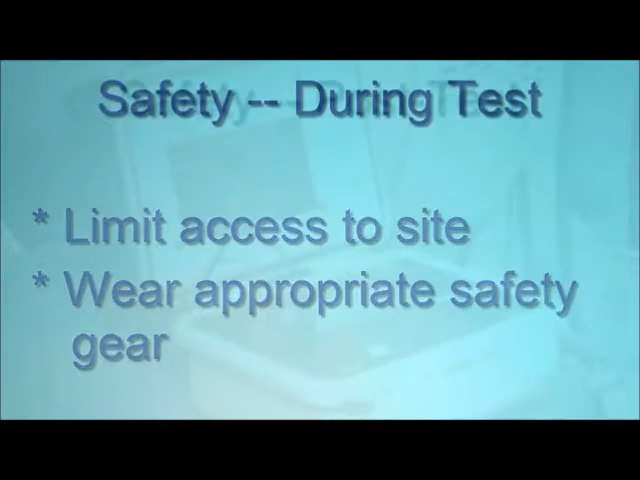 Safety -- During Test
* Limit access to site
* Wear appropriate safety
gear